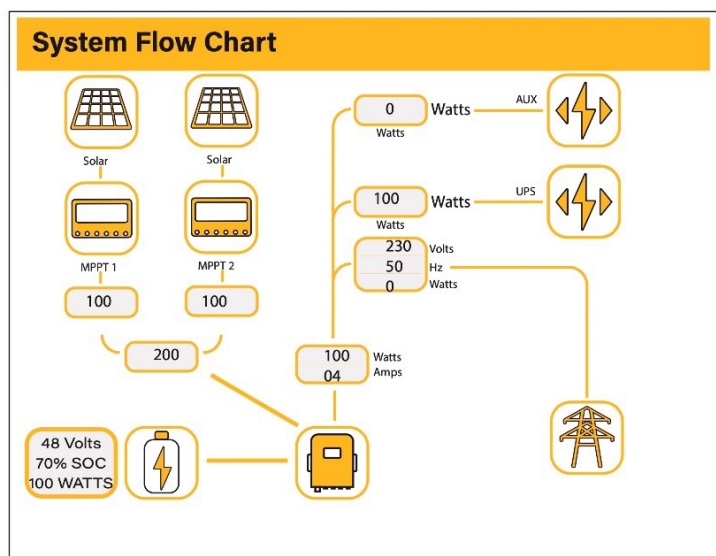 System Flow Chart
Solar
Solar
MPPT 1
MPPT 2
100
100
200
0 Watts
Watts
AUX
100 Watts
Watts
UPS
230 Volts
50 Hz
0 Watts
100 Watts
04 Amps
48 Volts
70% SOC
100 WATTS